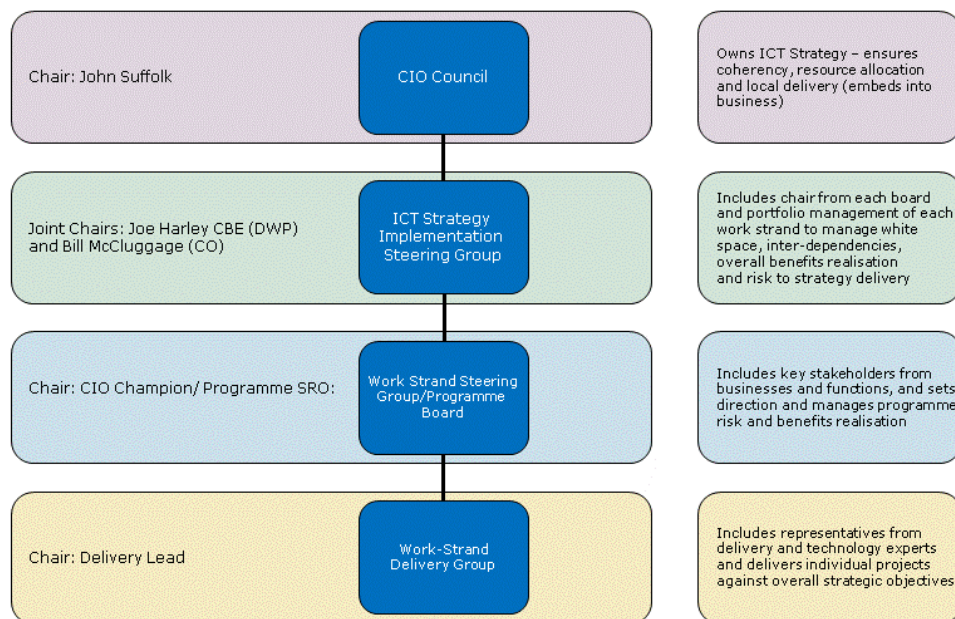 Chair: John Suffolk
CIO Council
Owns ICT Strategy – ensures
coherency, resource allocation
and local delivery (embeds into
business)
Joint Chairs: Joe Harley CBE (DWP)
and Bill McCluggage (CO)
ICT Strategy
Implementation
Steering Group
Includes chair from each board
and portfolio management of each
work strand to manage white
space, inter-dependencies,
overall benefits realisation
and risk to strategy delivery
Chair: CIO Champion/ Programme SRO:
Work Strand Steering
Group/Programme
Board
Includes key stakeholders from
businesses and functions, and sets
direction and manages programme
risk and benefits realisation
Chair: Delivery Lead
Work-Strand
Delivery Group
Includes representatives from
delivery and technology experts
and delivers individual projects
against overall strategic objectives